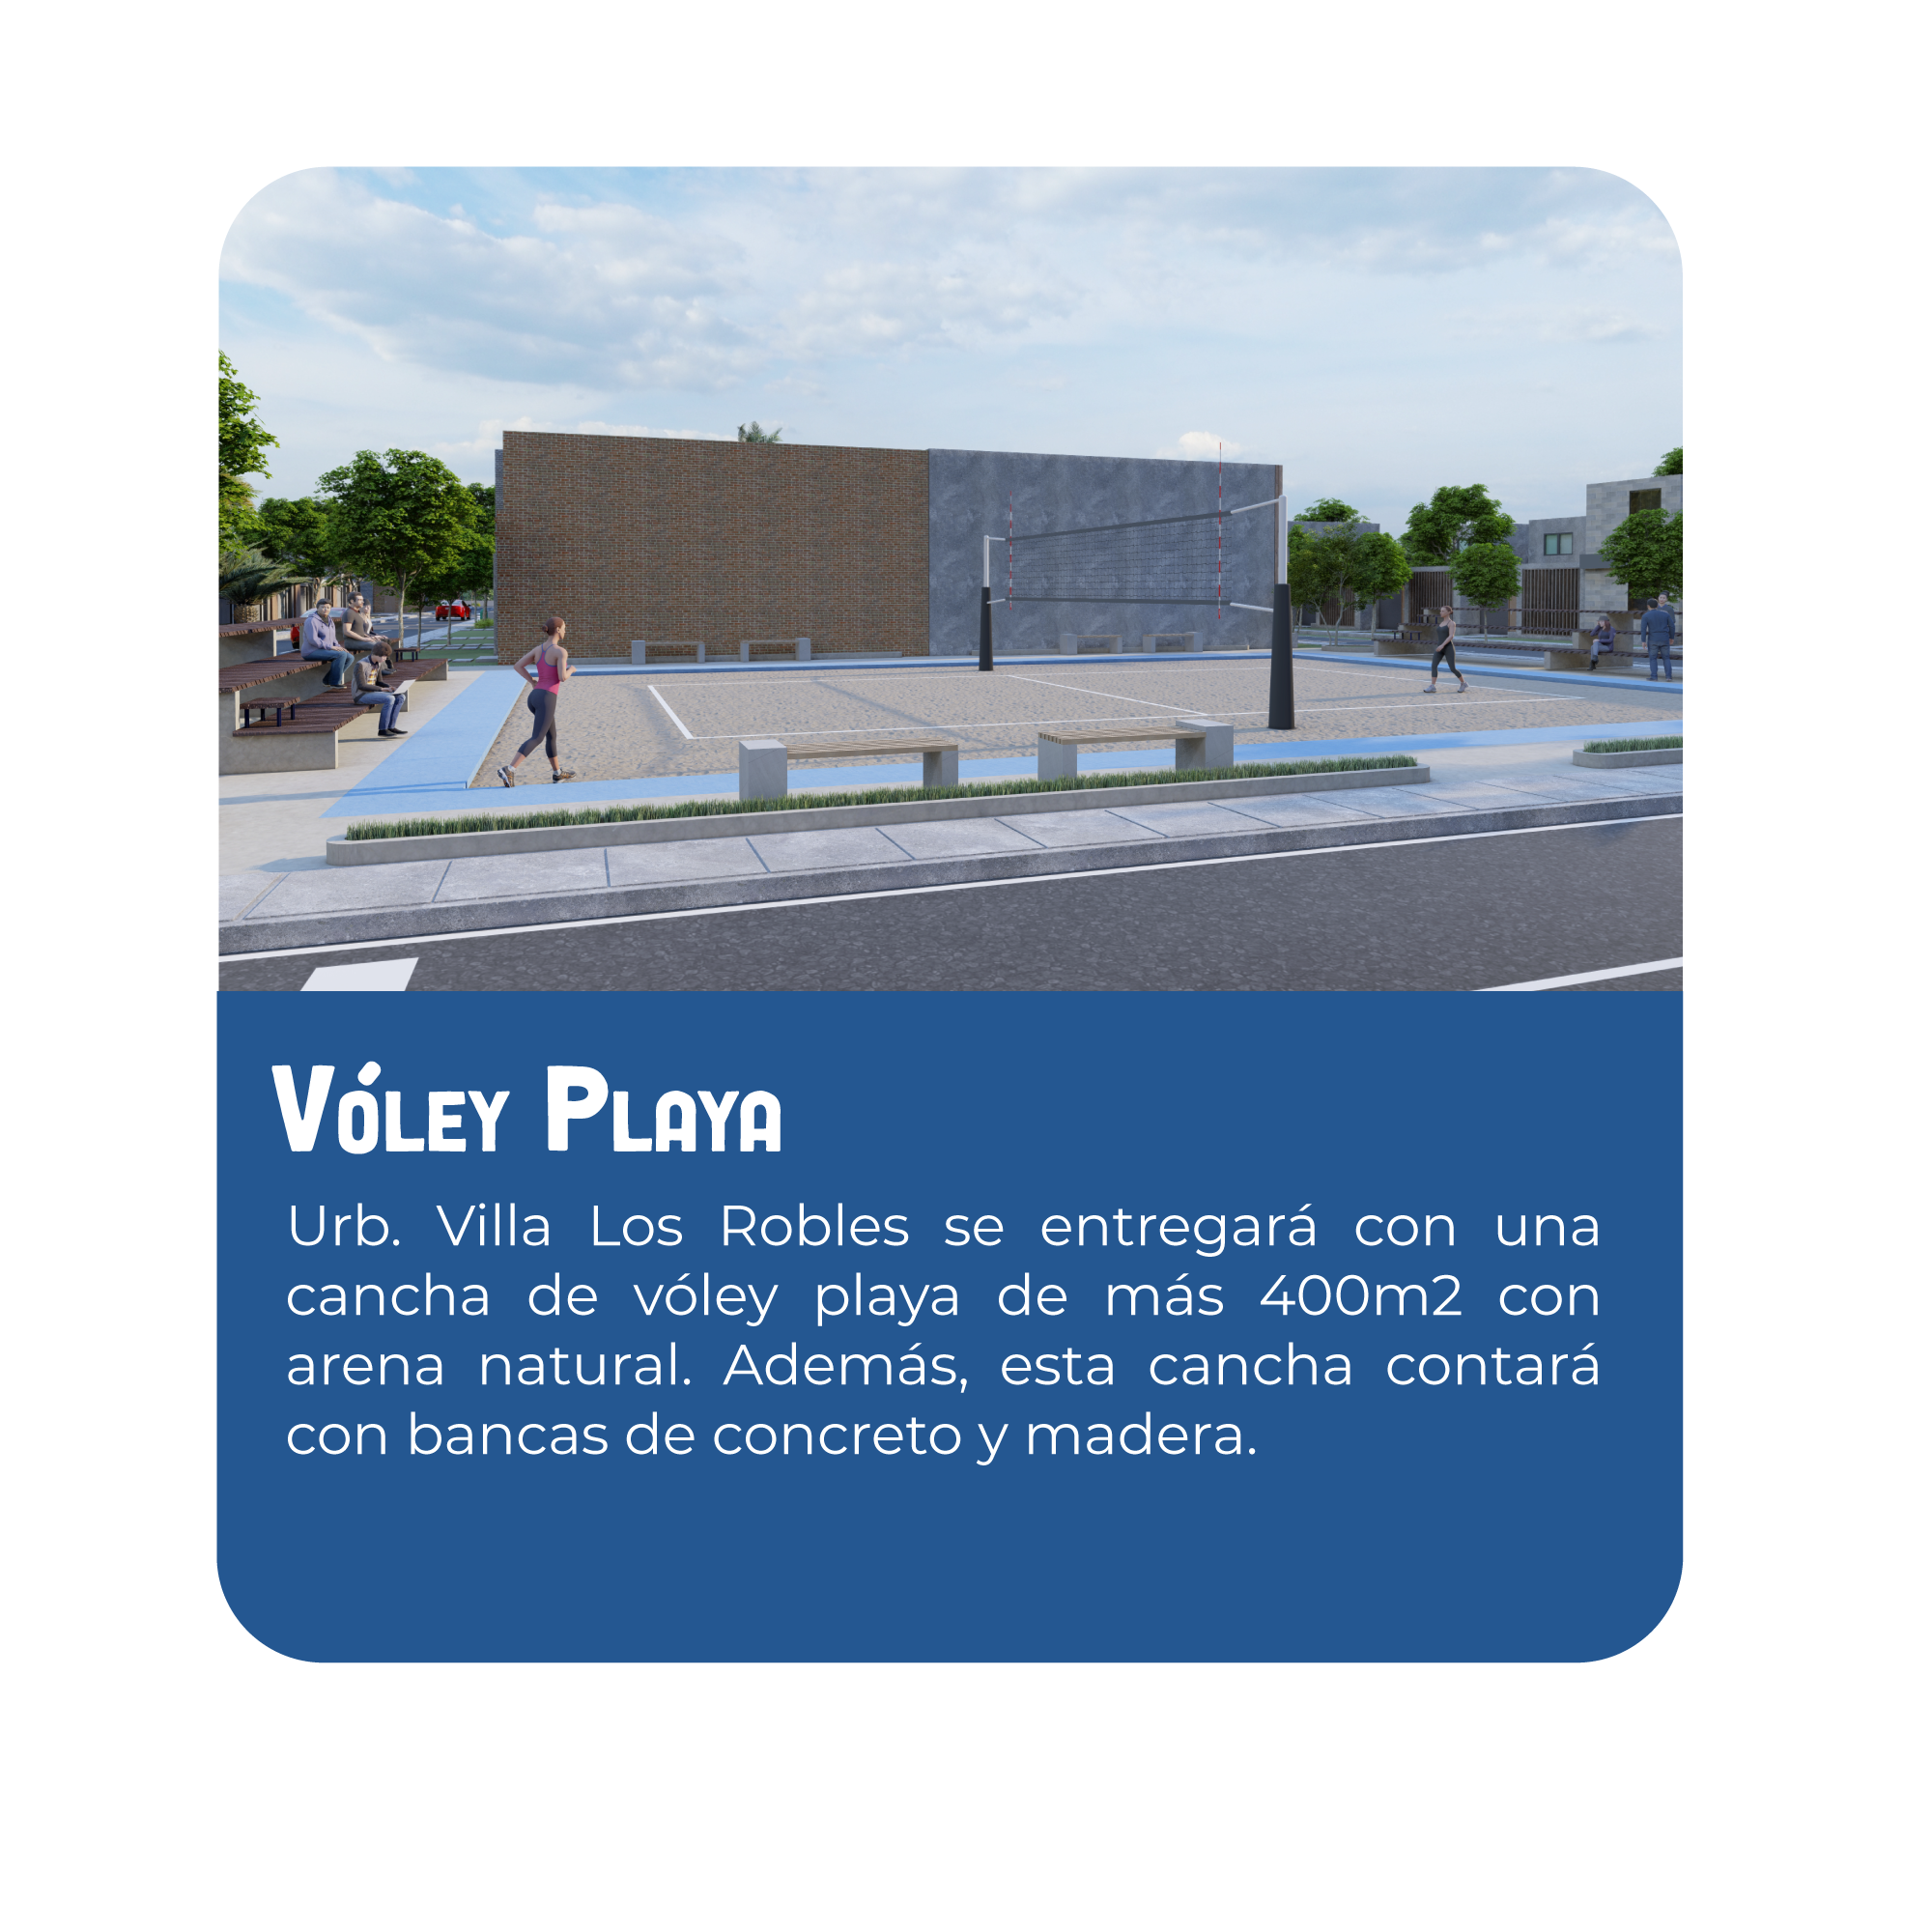 Vóley Playa
Urb. Villa Los Robles se entregará con una
cancha de vóley playa de más 400m2 con
arena natural. Además, esta cancha contará
con bancas de concreto y madera.